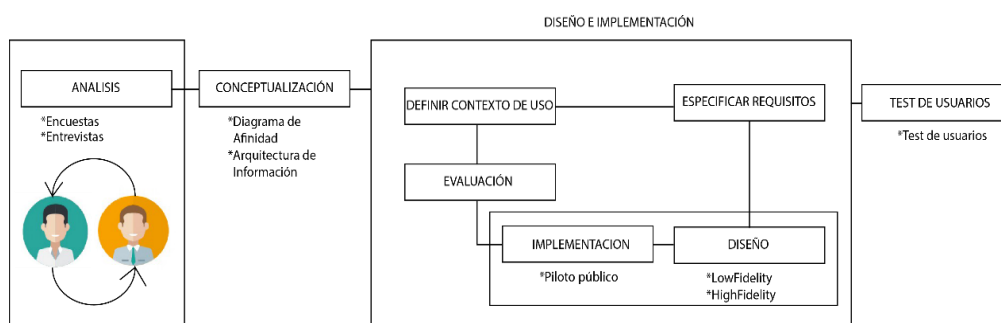 DISEÑO E IMPLEMENTACIÓN
ANALISIS
*Encuestas
*Entrevistas
CONCEPTUALIZACIÓN
*Diagrama de
Afinidad
*Arquitectura de
Información
DEFINIR CONTEXTO DE USO
ESPECIFICAR REQUISITOS
EVALUACIÓN
IMPLEMENTACION
*Piloto público
DISEÑO
*LowFidelity
*HighFidelity
TEST DE USUARIOS
*Test de usuarios